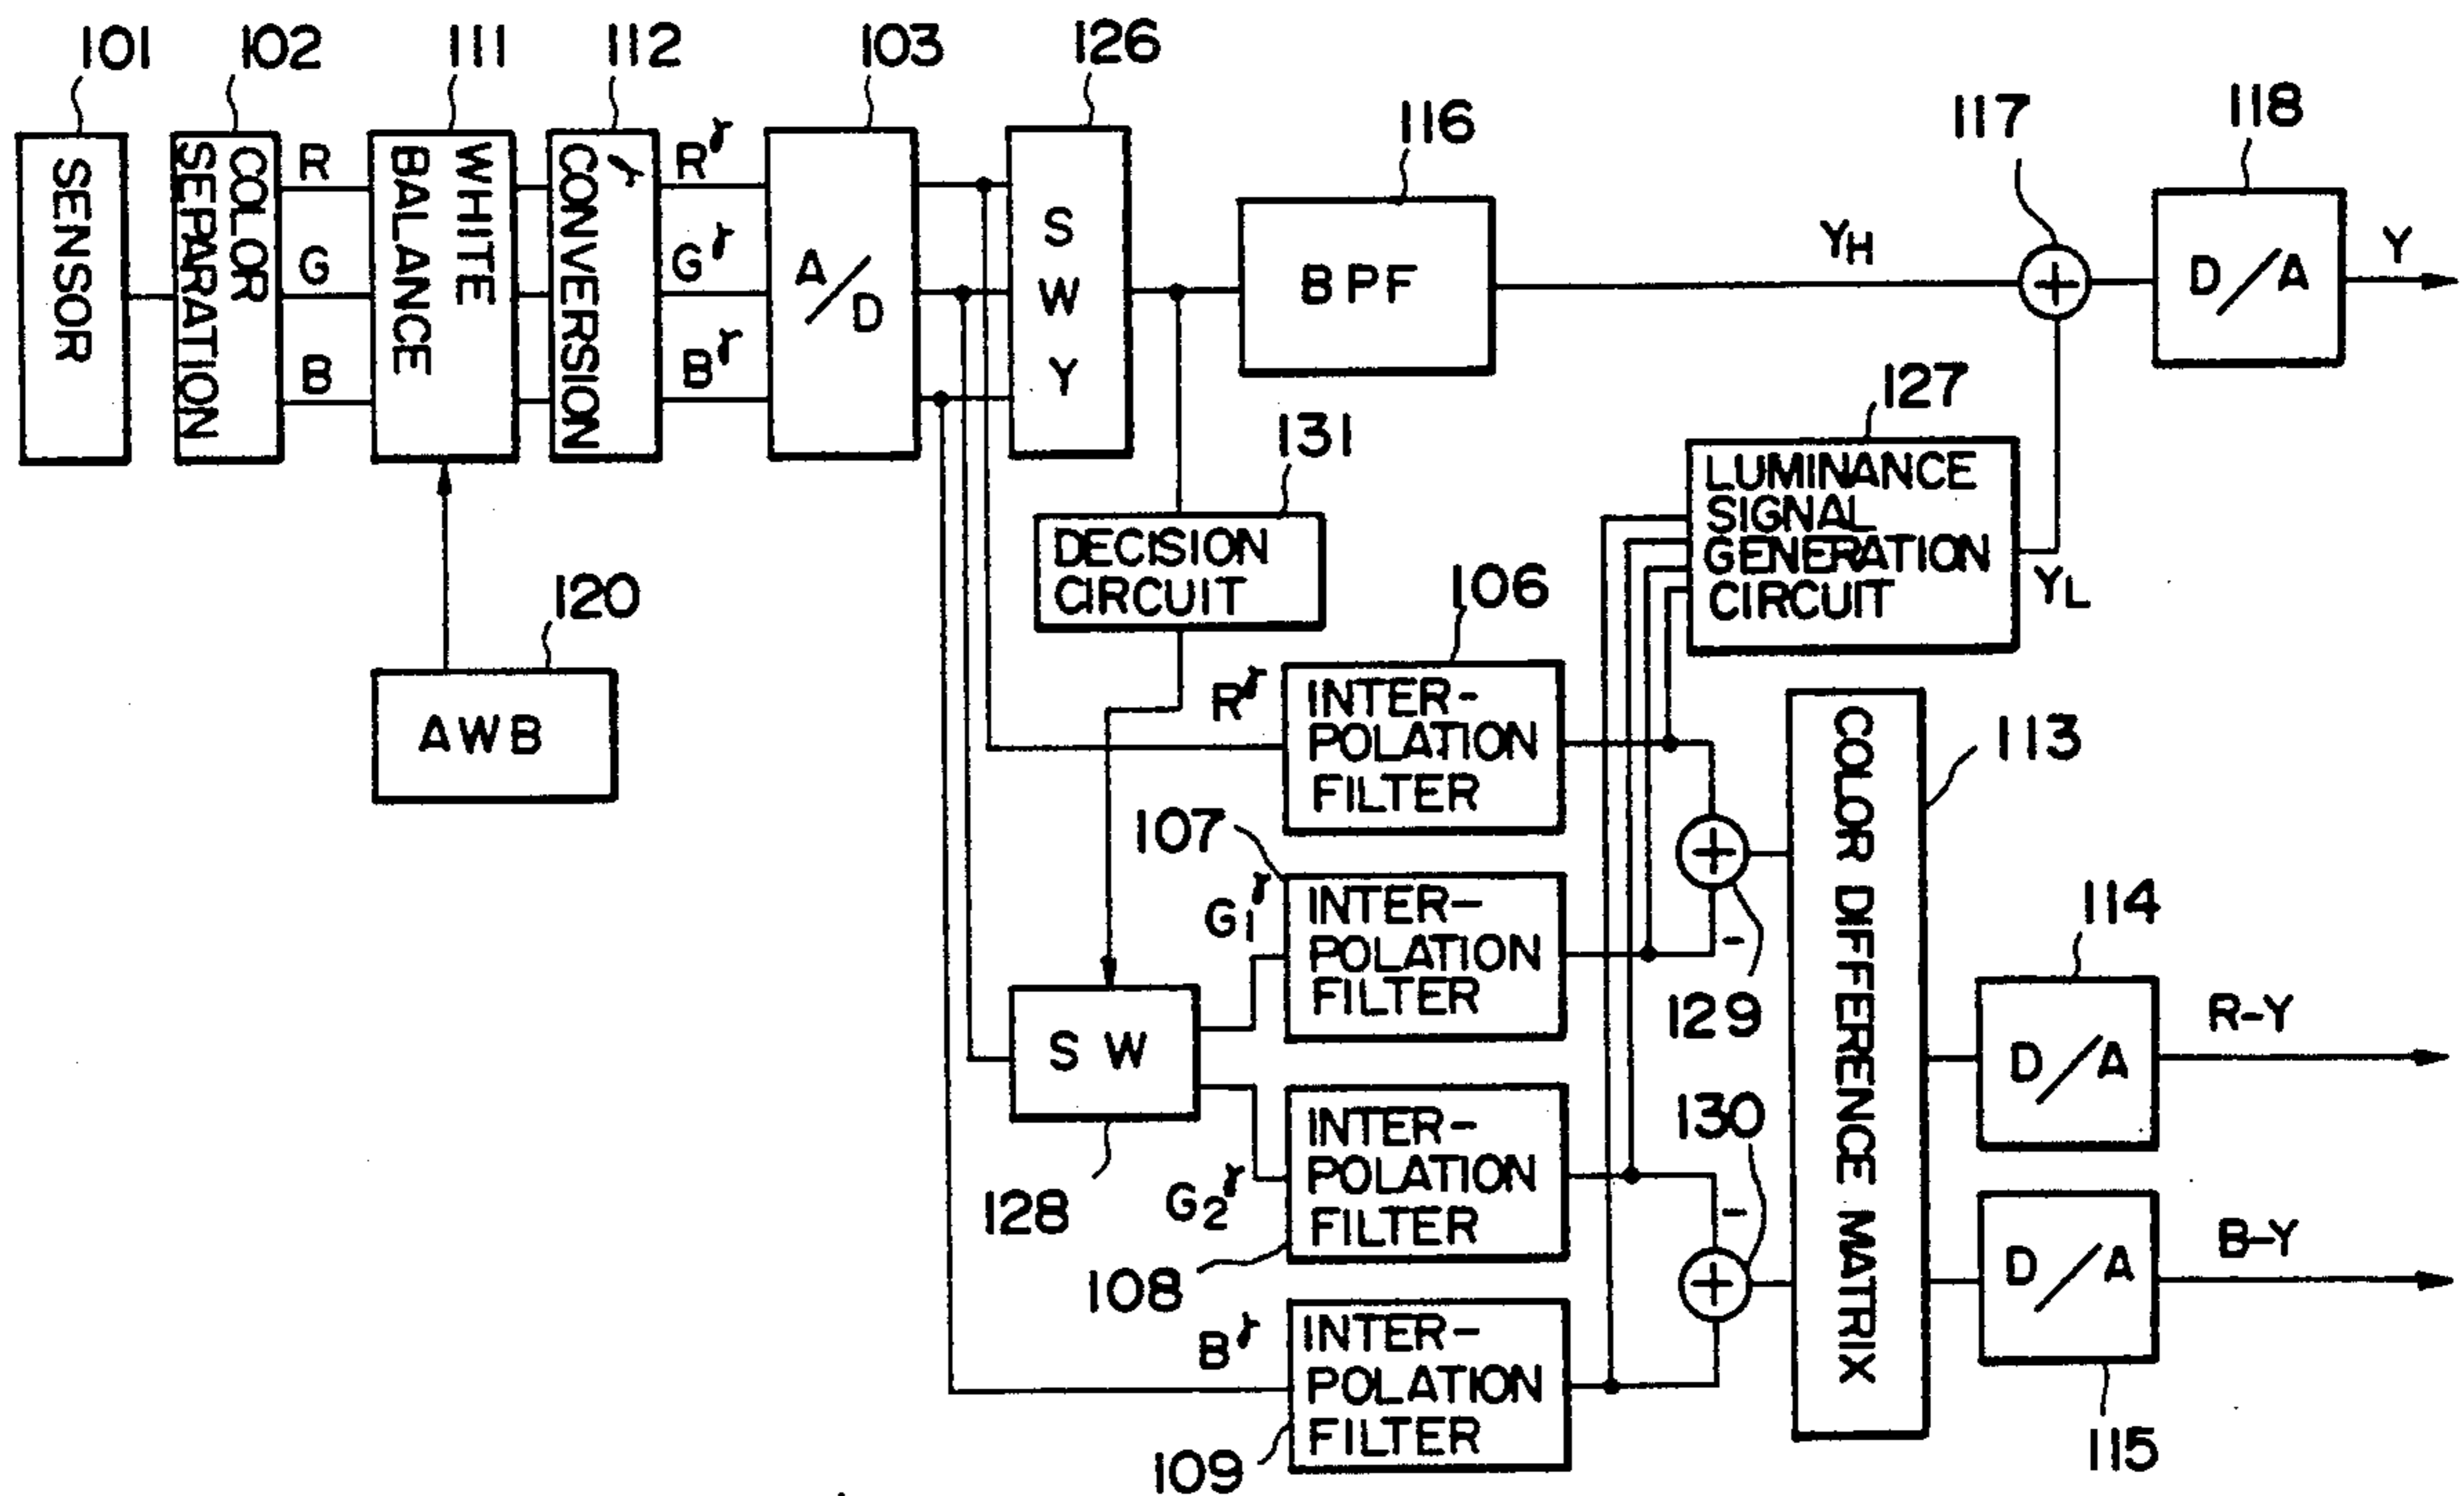 101
102
111
112
103
126
116
117
118
SENSOR
COLOR
SEPARATION
R
G
B
WHITE
BALANCE
γ
CONVERSION
Rγ
Gγ
Bγ
A/D
S
W
Y
BPF
YH
D/A
Y
131
DECISION
CIRCUIT
127
LUMINANCE
SIGNAL
GENERATION
CIRCUIT
YL
120
AWB
106
Rγ
INTER-
POLATION
FILTER
107
G1γ
INTER-
POLATION
FILTER
-
129
113
COLOR DIFFERENCE MATRIX
114
D/A
R-Y
SW
128
G2γ
108
INTER-
POLATION
FILTER
-
130
D/A
B-Y
115
Bγ
109
INTER-
POLATION
FILTER